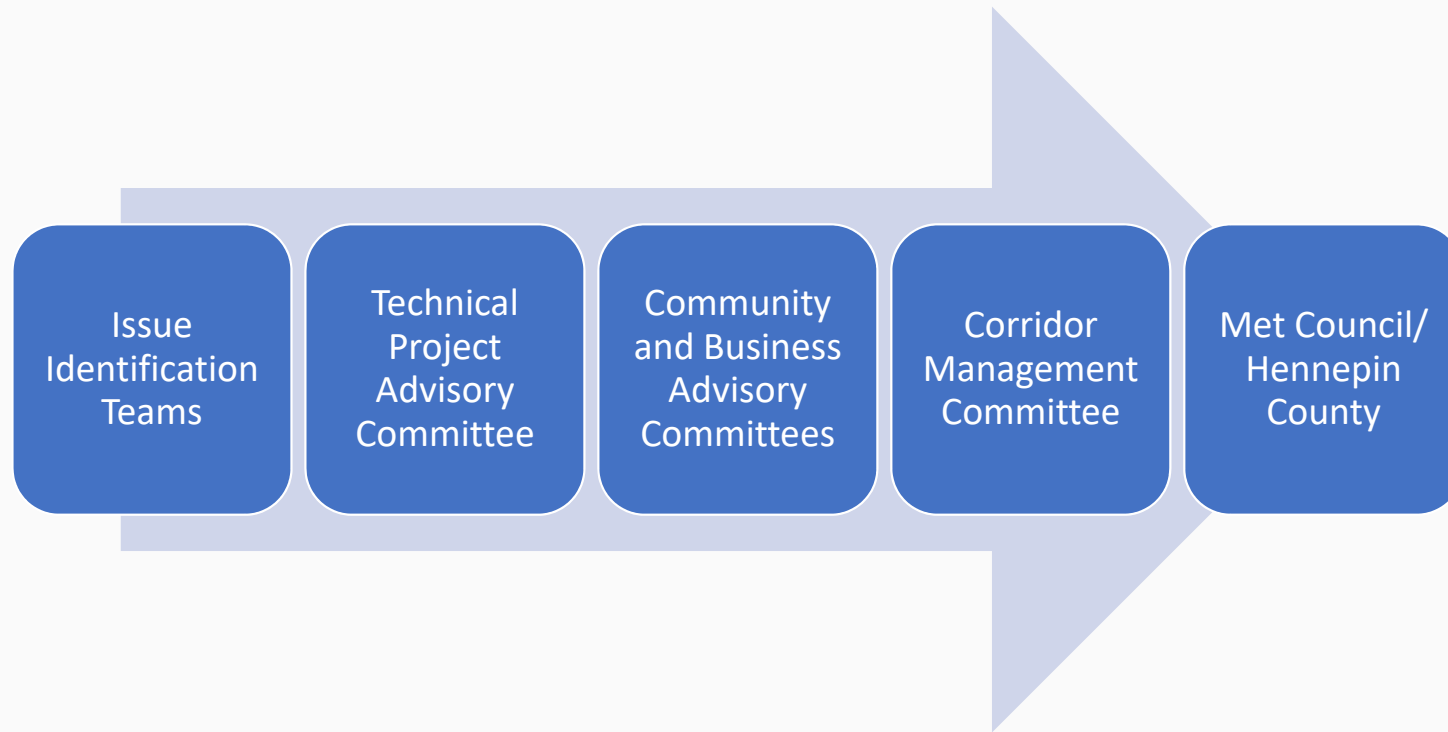 Issue
Identification
Teams
Technical
Project
Advisory
Committee
Community
and Business
Advisory
Committees
Corridor
Management
Committee
Met Council/
Hennepin
County